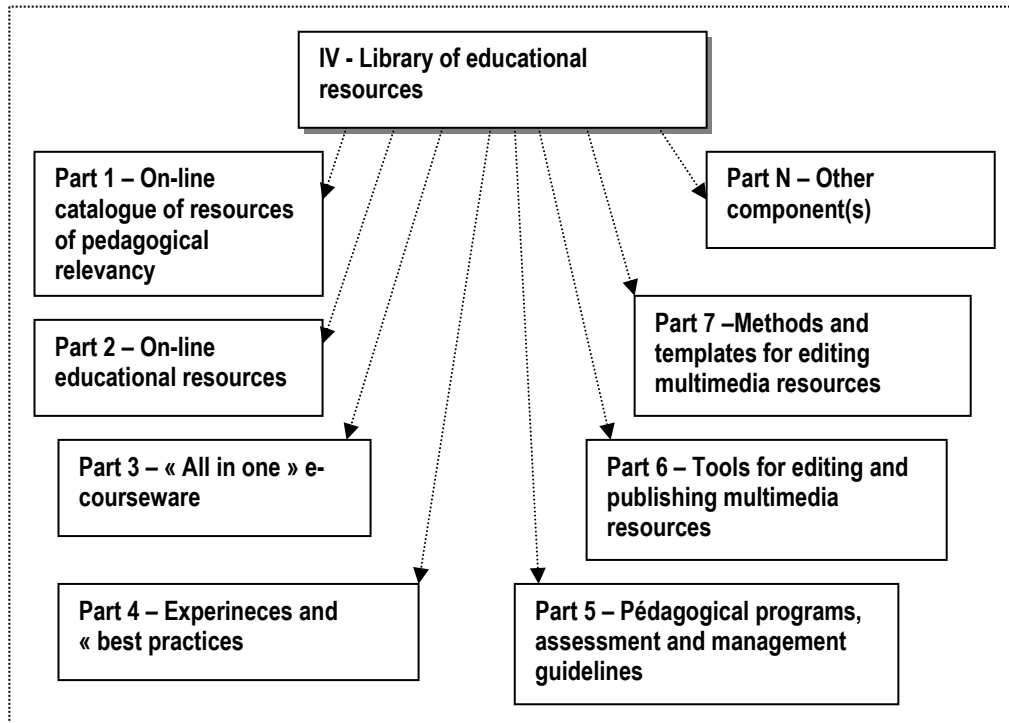 IV - Library of educational
resources
Part 1 – On-line
catalogue of resources
of pedagogical
relevancy
Part 2 – On-line
educational resources
Part 3 – « All in one » e-
courseware
Part 4 – Experineces and
« best practices
Part 5 – Pédagogical programs,
assessment and management
guidelines
Part 6 – Tools for editing and
publishing multimedia
resources
Part 7 –Methods and
templates for editing
multimedia resources
Part N – Other
component(s)